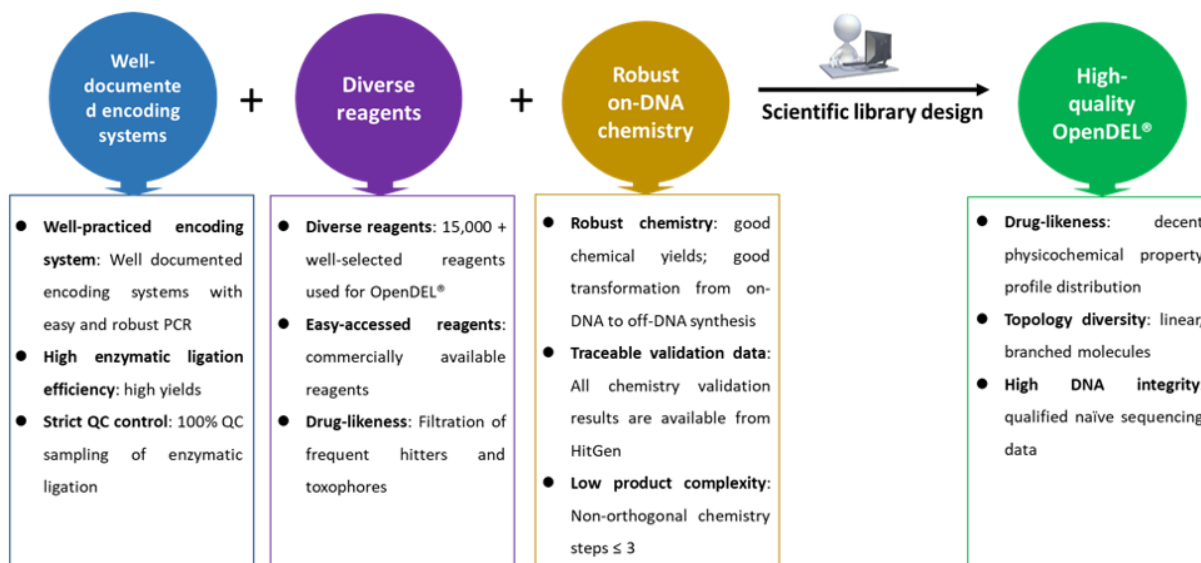 Well-
documente
d encoding
systems
+
Diverse
reagents
+
Robust
on-DNA
chemistry
Scientific library design
High-
quality
OpenDEL®
● Well-practiced encoding
system: Well documented
encoding systems with
easy and robust PCR
● High enzymatic ligation
efficiency: high yields
● Strict QC control: 100% QC
sampling of enzymatic
ligation
● Diverse reagents: 15,000 +
well-selected reagents
used for OpenDEL®
● Easy-accessed reagents:
commercially available
reagents
● Drug-likeness: Filtration of
frequent hitters and
toxophores
● Robust chemistry: good
chemical yields; good
transformation from on-
DNA to off-DNA synthesis
● Traceable validation data:
All chemistry validation
results are available from
HitGen
● Low product complexity:
Non-orthogonal chemistry
steps ≤ 3
● Drug-likeness: decent
physicochemical property
profile distribution
● Topology diversity: linear,
branched molecules
● High DNA integrity
qualified naïve sequencing
data